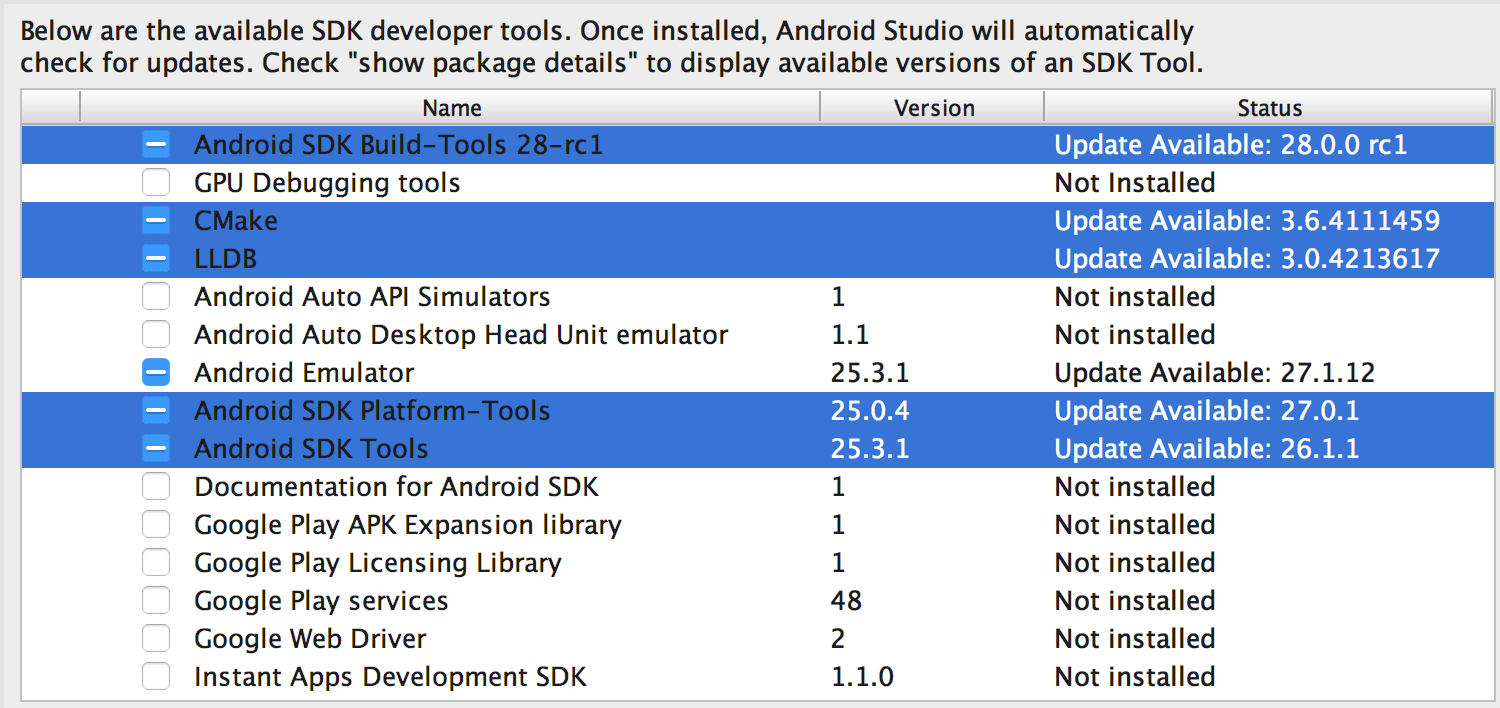 Below are the available SDK developer tools. Once installed, Android Studio will automatically
check for updates. Check "show package details" to display available versions of an SDK Tool.
Name Version Status
Android SDK Build-Tools 28-rc1 Update Available: 28.0.0 rc1
GPU Debugging tools Not Installed
CMake Update Available: 3.6.4111459
LLDB Update Available: 3.0.4213617
Android Auto API Simulators 1 Not installed
Android Auto Desktop Head Unit emulator 1.1 Not installed
Android Emulator 25.3.1 Update Available: 27.1.12
Android SDK Platform-Tools 25.0.4 Update Available: 27.0.1
Android SDK Tools 25.3.1 Update Available: 26.1.1
Documentation for Android SDK 1 Not installed
Google Play APK Expansion library 1 Not installed
Google Play Licensing Library 1 Not installed
Google Play services 48 Not installed
Google Web Driver 2 Not installed
Instant Apps Development SDK 1.1.0 Not installed